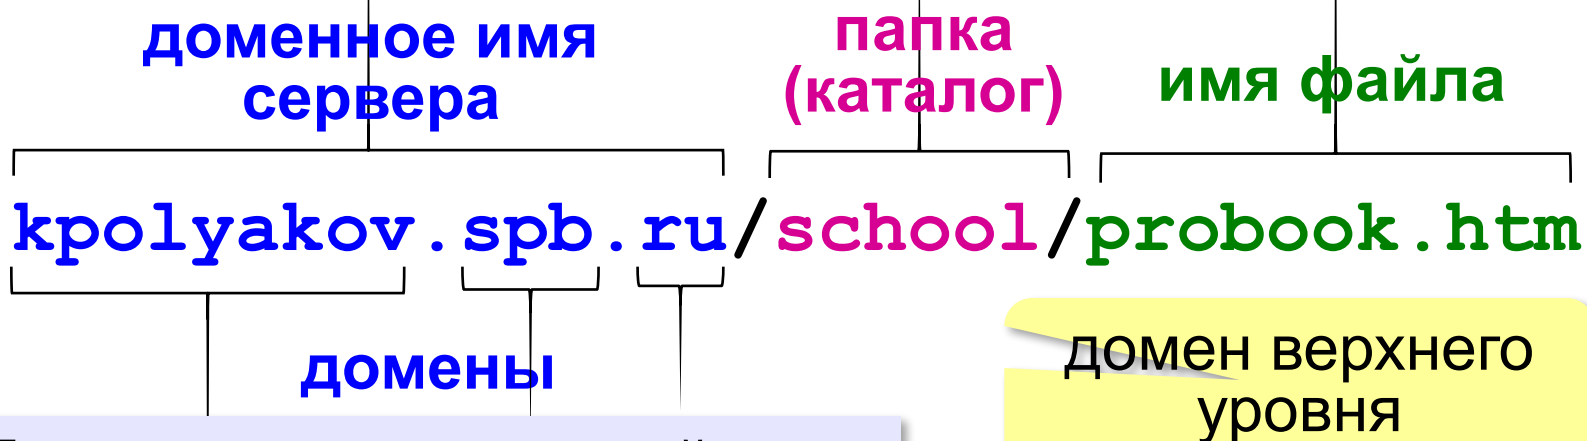 доменное имя
сервера
папка
(каталог)
имя файла
kpolyakov.spb.ru/school/probook.htm
домены
домен верхнего
уровня